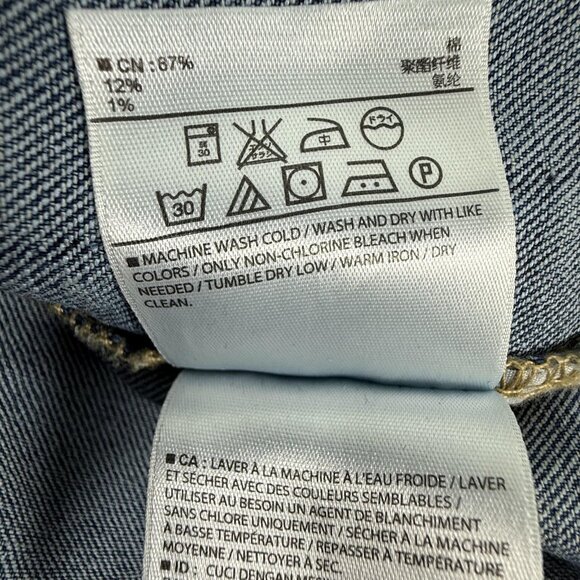 ■ CN : 87% 棉
12% 聚酯纤维
1% 氨纶
30
中
ドライ
30
P
■ MACHINE WASH COLD / WASH AND DRY WITH LIKE
COLORS / ONLY NON-CHLORINE BLEACH WHEN
NEEDED / TUMBLE DRY LOW / WARM IRON / DRY
CLEAN.
■ CA : LAVER À LA MACHINE À L'EAU FROIDE / LAVER
ET SÉCHER AVEC DES COULEURS SEMBLABLES /
UTILISER AU BESOIN UN AGENT DE BLANCHIMENT
SANS CHLORE UNIQUEMENT / SÉCHER À LA MACHINE
À BASSE TEMPÉRATURE / REPASSER À TEMPÉRATURE
MOYENNE / NETTOYER À SEC.
■ ID : CUCI DENGAN